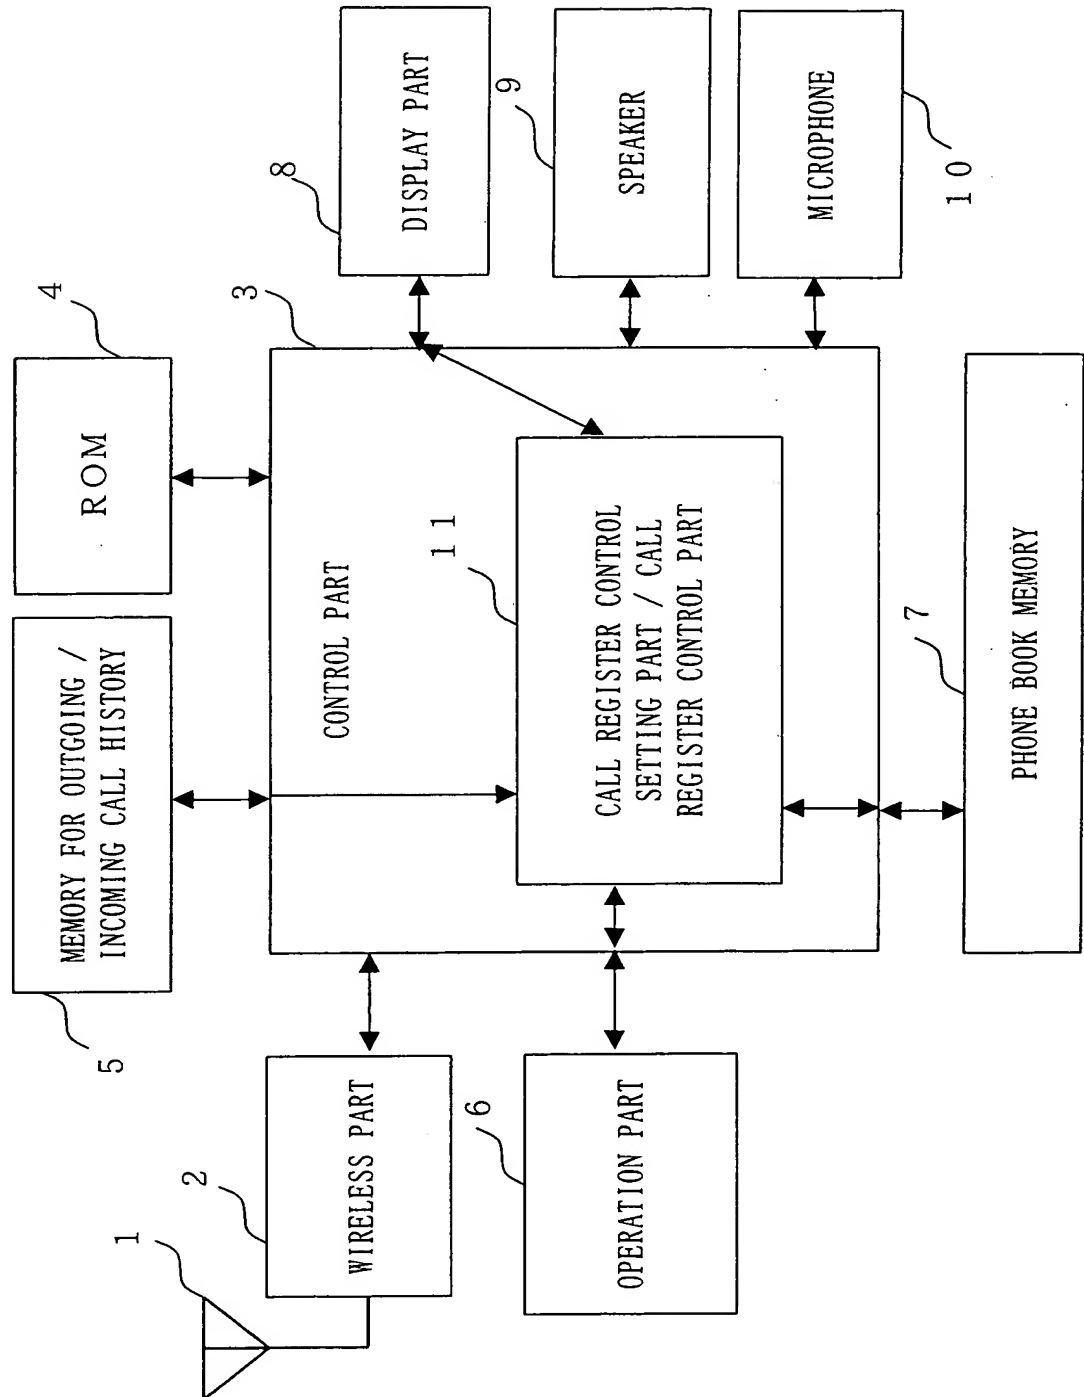 1
2
WIRELESS PART
5
MEMORY FOR OUTGOING /
INCOMING CALL HISTORY
4
ROM
3
CONTROL PART
6
OPERATION PART
11
CALL REGISTER CONTROL
SETTING PART / CALL
REGISTER CONTROL PART
7
PHONE BOOK MEMORY
8
DISPLAY PART
9
SPEAKER
10
MICROPHONE